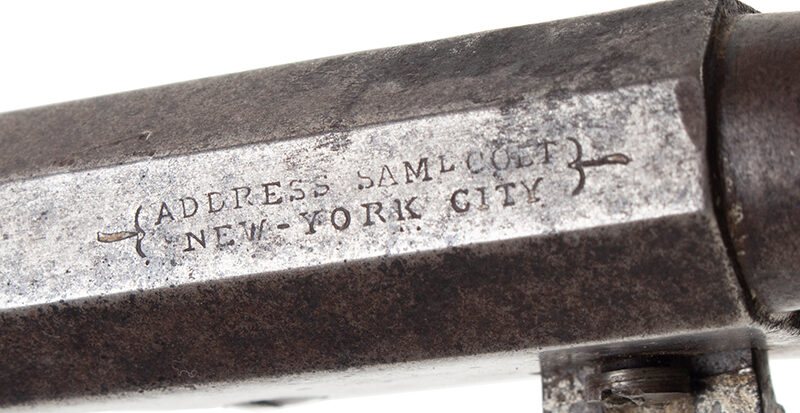 ADDRESS SAML COLT
NEW-YORK CITY